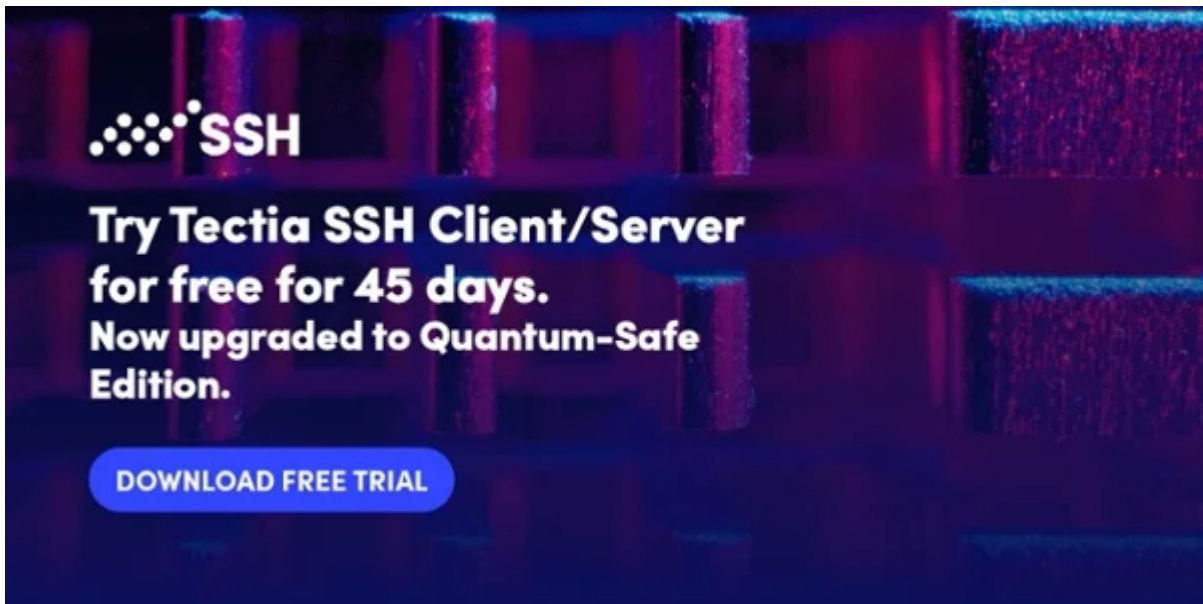 SSH
Try Tectia SSH Client/Server
for free for 45 days.
Now upgraded to Quantum-Safe
Edition.
DOWNLOAD FREE TRIAL